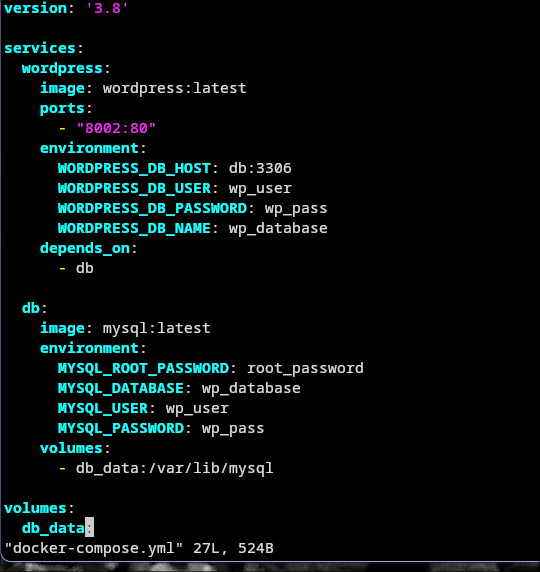 version: '3.8'

services:
  wordpress:
    image: wordpress:latest
    ports:
      - "8002:80"
    environment:
      WORDPRESS_DB_HOST: db:3306
      WORDPRESS_DB_USER: wp_user
      WORDPRESS_DB_PASSWORD: wp_pass
      WORDPRESS_DB_NAME: wp_database
    depends_on:
      - db

  db:
    image: mysql:latest
    environment:
      MYSQL_ROOT_PASSWORD: root_password
      MYSQL_DATABASE: wp_database
      MYSQL_USER: wp_user
      MYSQL_PASSWORD: wp_pass
    volumes:
      - db_data:/var/lib/mysql

volumes:
  db_data:
"docker-compose.yml" 27L, 524B